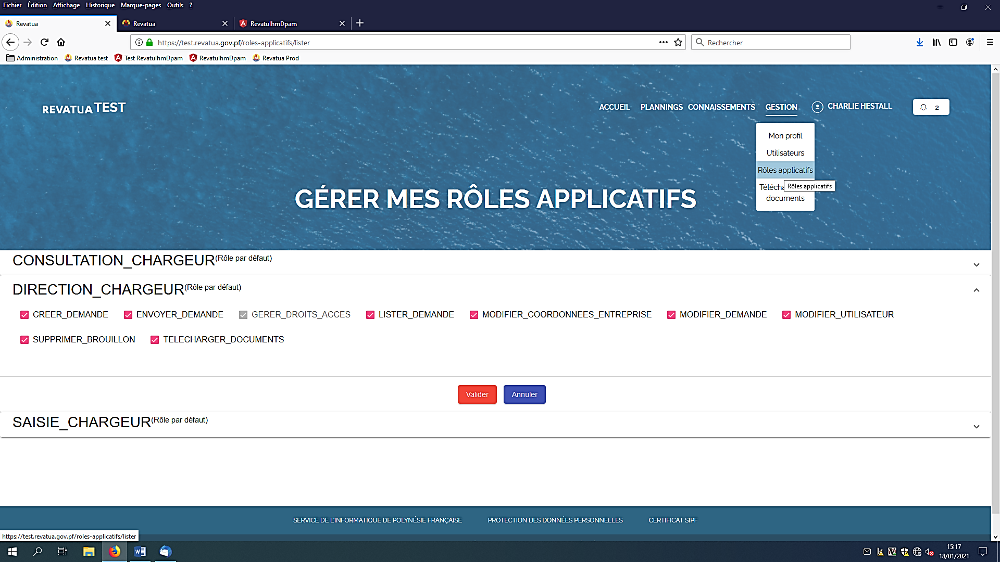 Fichier Édition Affichage Historique Marque-pages Outils ?
Revatua Revatua RevatuIhmDpam
https://test.revatua.gov.pf/roles-applicatifs/lister Rechercher
Administration Revatua test Test RevatuIhmDpam RevatuIhmDpam Revatua Prod
REVATUA TEST
ACCUEIL PLANNINGS CONNAISSEMENTS GESTION CHARLIE HESTALL 2
Mon profil
Utilisateurs
Rôles applicatifs
Télécha
Rôles applicatifs
documents
GÉRER MES RÔLES APPLICATIFS
CONSULTATION_CHARGEUR(Rôle par défaut)
DIRECTION_CHARGEUR(Rôle par défaut)
CREER_DEMANDE ENVOYER_DEMANDE GERER_DROITS_ACCES LISTER_DEMANDE MODIFIER_COORDONNEES_ENTREPRISE MODIFIER_DEMANDE MODIFIER_UTILISATEUR
SUPPRIMER_BROUILLON TELECHARGER_DOCUMENTS
Valider Annuler
SAISIE_CHARGEUR(Rôle par défaut)
SERVICE DE L'INFORMATIQUE DE POLYNÉSIE FRANÇAISE PROTECTION DES DONNÉES PERSONNELLES CERTIFICAT SIPF
https://test.revatua.gov.pf/roles-applicatifs/lister
15:17
18/01/2021